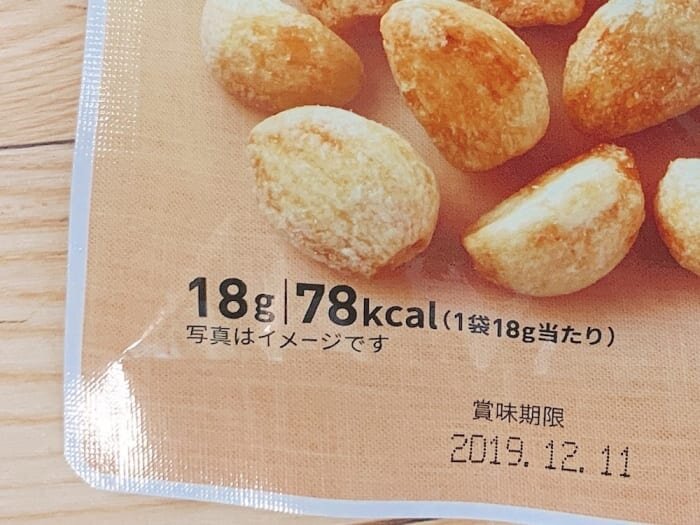 18g|78kcal(1袋18g当たり)
写真はイメージです
賞味期限
2019.12.11